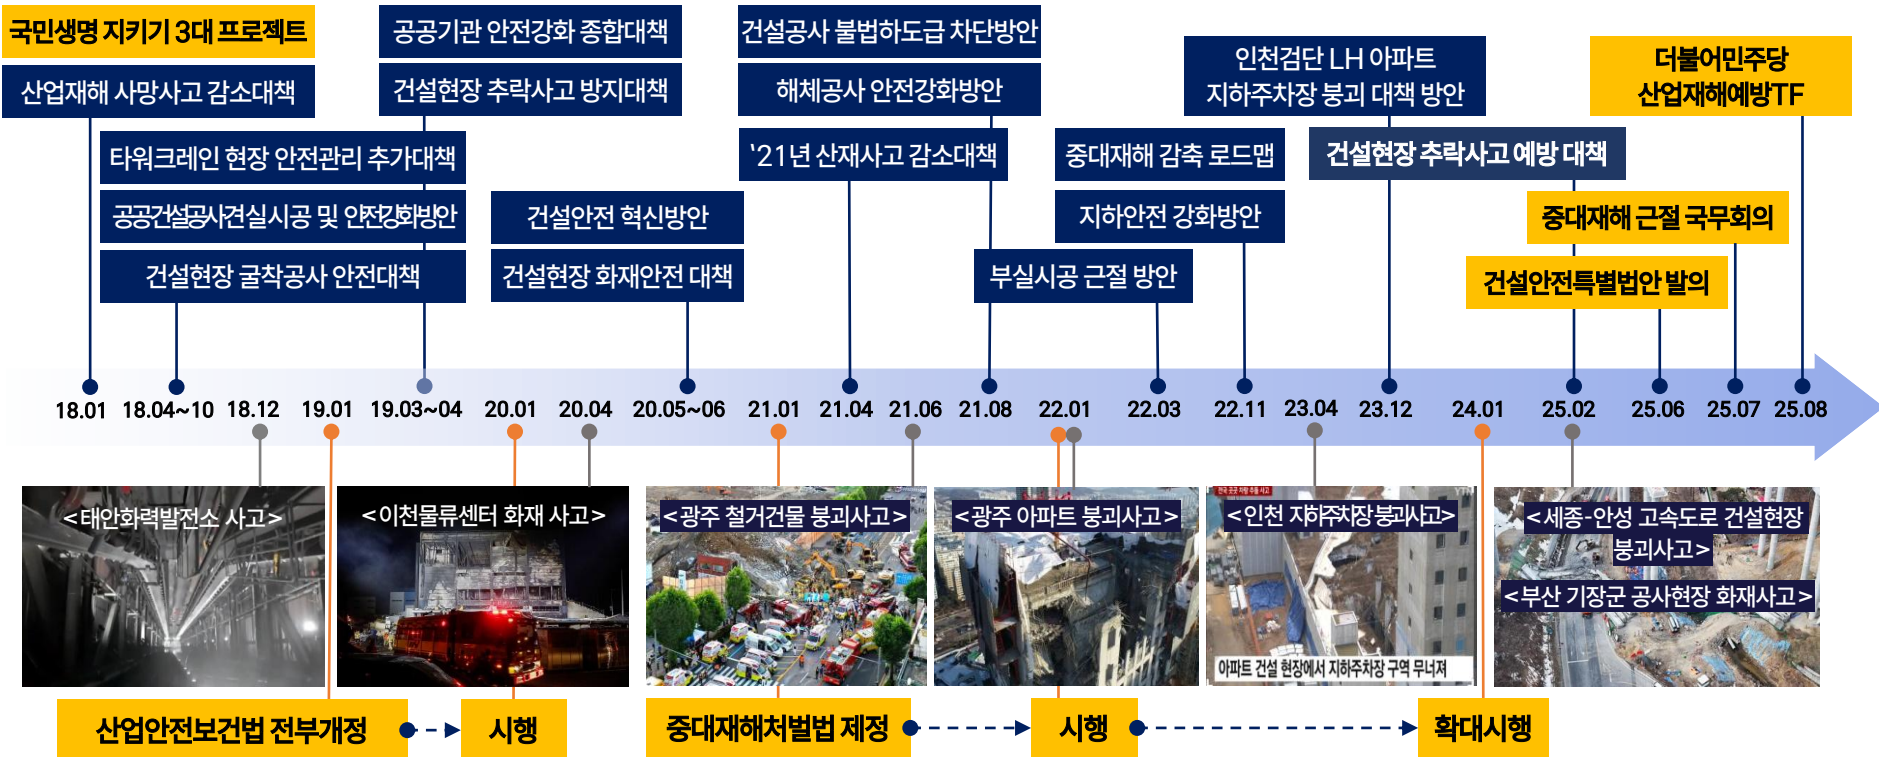 국민생명 지키기 3대 프로젝트
산업재해 사망사고 감소대책
공공기관 안전강화 종합대책
건설현장 추락사고 방지대책
건설공사 불법하도급 차단방안
해체공사 안전강화방안
인천검단 LH 아파트
지하주차장 붕괴 대책 방안
더불어민주당
산업재해예방TF
타워크레인 현장 안전관리 추가대책
공공건설공사견실시공 및 안전강화방안
건설현장 굴착공사 안전대책
건설안전 혁신방안
건설현장 화재안전 대책
‘21년 산재사고 감소대책
중대재해 감축 로드맵
지하안전 강화방안
부실시공 근절 방안
건설현장 추락사고 예방 대책
중대재해 근절 국무회의
건설안전특별법안 발의
18.01
18.04~10
18.12
19.01
19.03~04
20.01
20.04
20.05~06
21.01
21.04
21.06
21.08
22.01
22.03
22.11
23.04
23.12
24.01
25.02
25.06
25.07
25.08
<태안화력발전소 사고>
<이천물류센터 화재 사고>
<광주 철거건물 붕괴사고>
<광주 아파트 붕괴사고>
전국 곳곳 차량 추돌 사고
YTN
<인천 지하주차장 붕괴사고>
아파트 건설 현장에서 지하주차장 구역 무너져
<세종-안성 고속도로 건설현장
붕괴사고>
<부산 기장군 공사현장 화재사고>
산업안전보건법 전부개정
시행
중대재해처벌법 제정
시행
확대시행